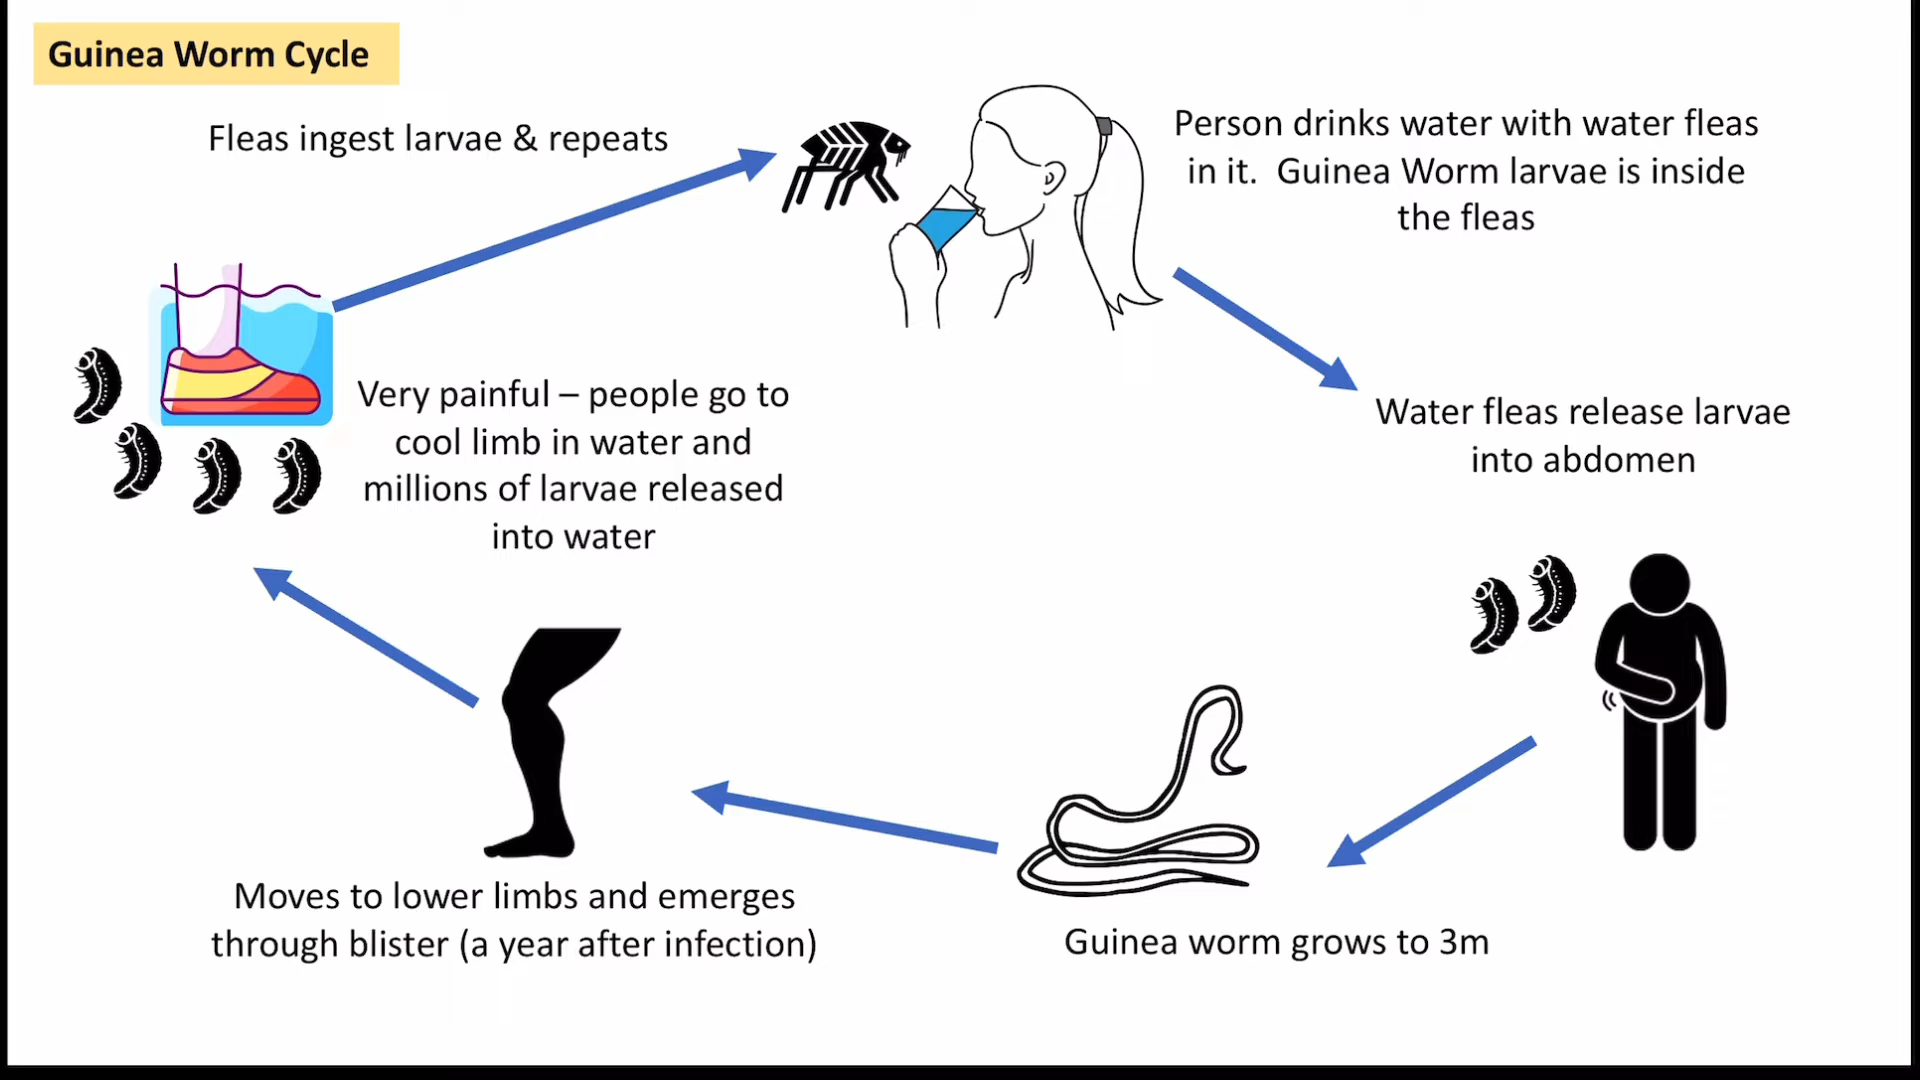 Guinea Worm Cycle
Fleas ingest larvae & repeats
Person drinks water with water fleas
in it. Guinea Worm larvae is inside
the fleas
Water fleas release larvae
into abdomen
Guinea worm grows to 3m
Moves to lower limbs and emerges
through blister (a year after infection)
Very painful – people go to
cool limb in water and
millions of larvae released
into water